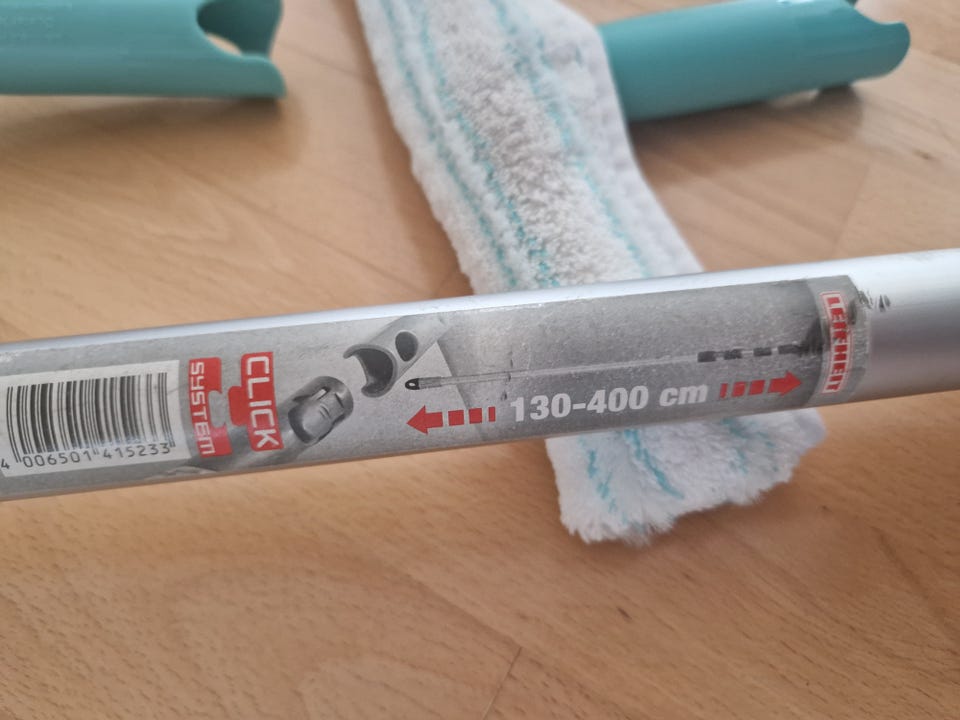 CLICK
SYSTEM
4 006501 415233
130-400 cm
LEIFHEIT